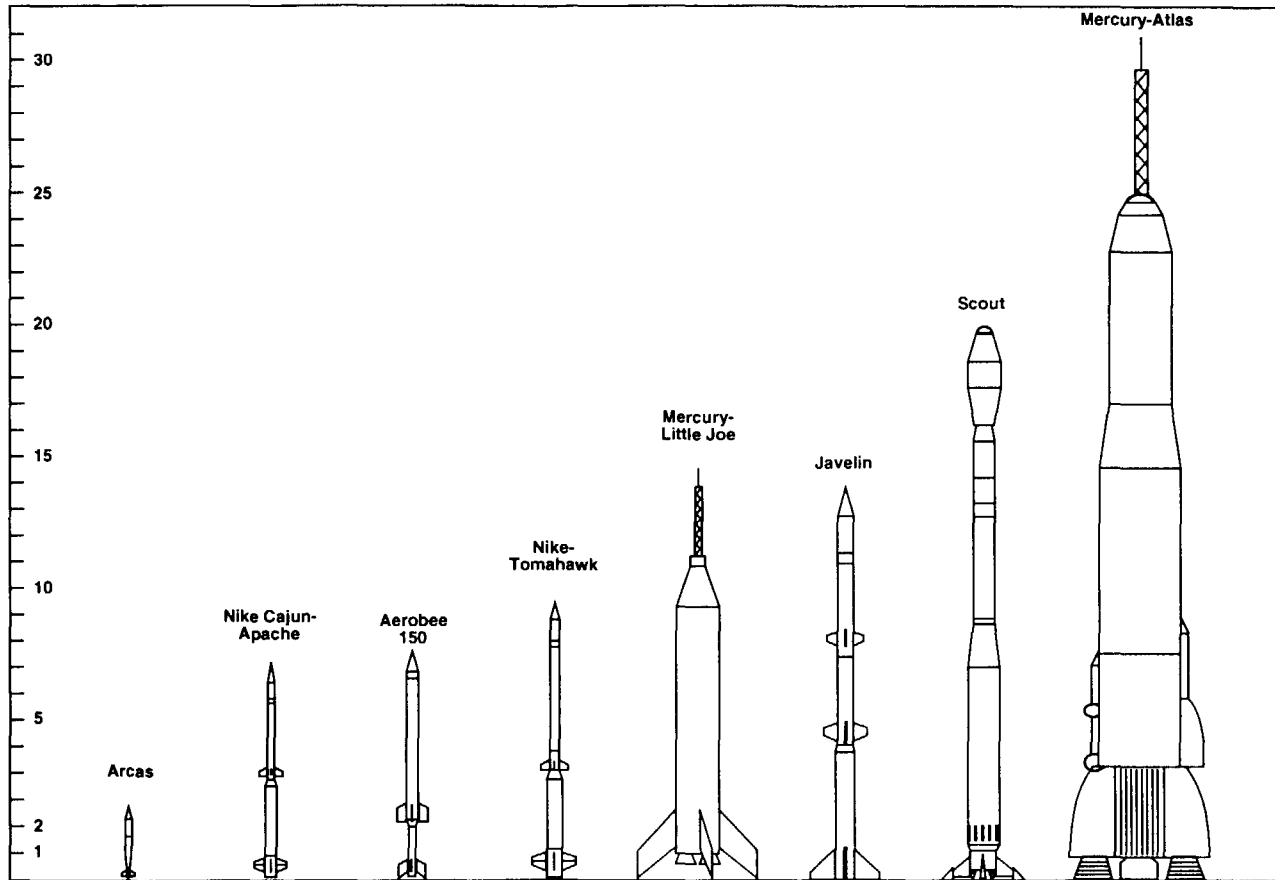 Mercury-Atlas
30
25
Scout
20
Mercury-
Little Joe
15
Javelin
Nike-
Tomahawk
10
Nike Cajun-
Apache
Aerobee
150
5
Arcas
2
1